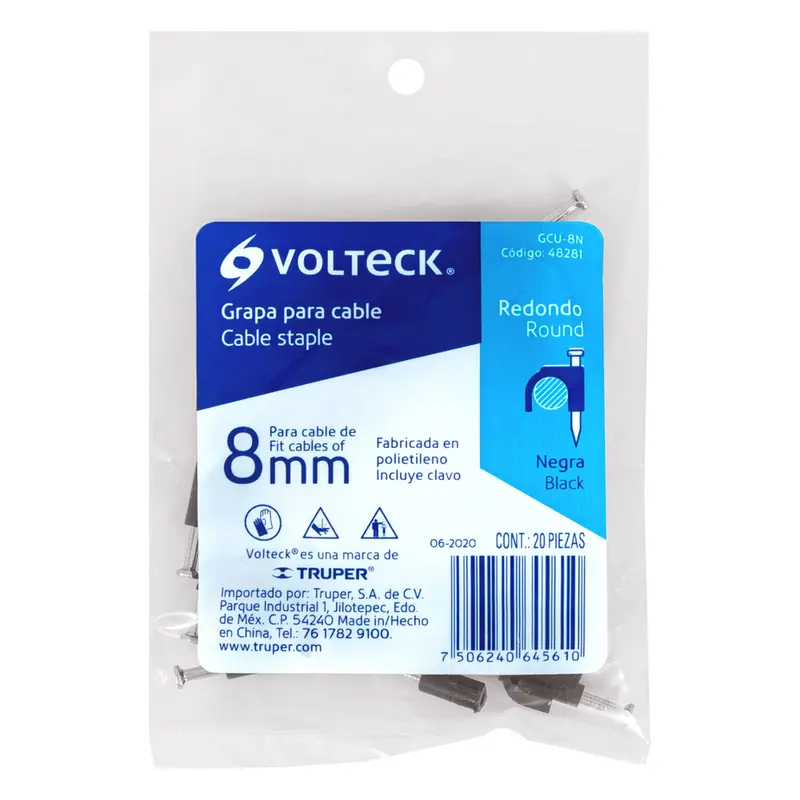 VOLTECK®
Grapa para cable
Cable staple
GCU-8N
Código: 48281
Redondo
Round
8mm
Para cable de
Fit cables of
Fabricada en
polietileno
Incluye clavo
Negra
Black
06-2020
CONT.: 20 PIEZAS
Volteck® es una marca de
TRUPER®
Importado por: Truper, S.A. de C.V.
Parque Industrial 1, Jilotepec, Edo.
de Méx. C.P. 54240 Made in/Hecho
en China, Tel.: 76 1782 9100.
www.truper.com
7 506240 645610